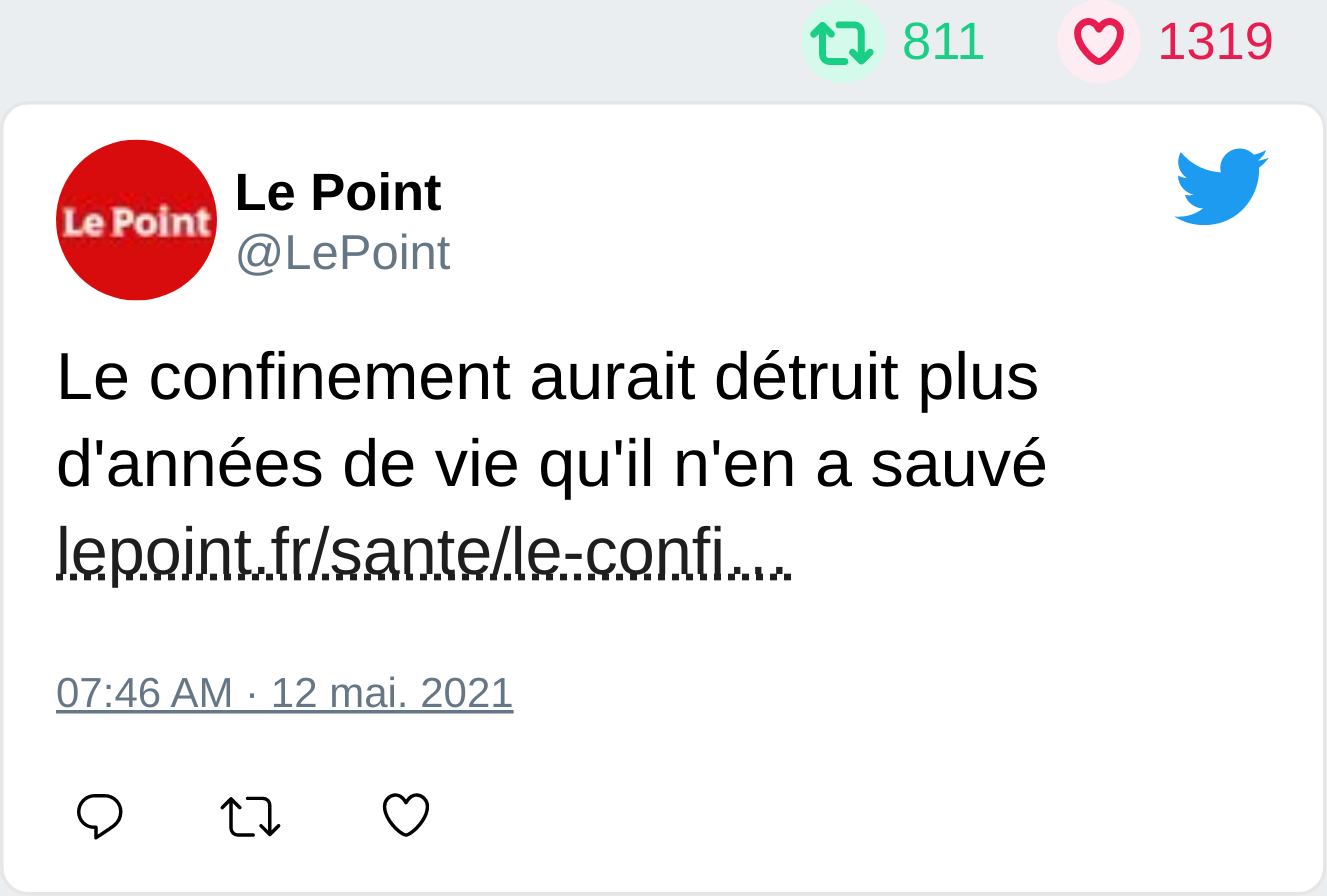 811 1319
Le Point
Le Point
@LePoint
Le confinement aurait détruit plus
d'années de vie qu'il n'en a sauvé
lepoint.fr/sante/le-confi…
07:46 AM · 12 mai. 2021